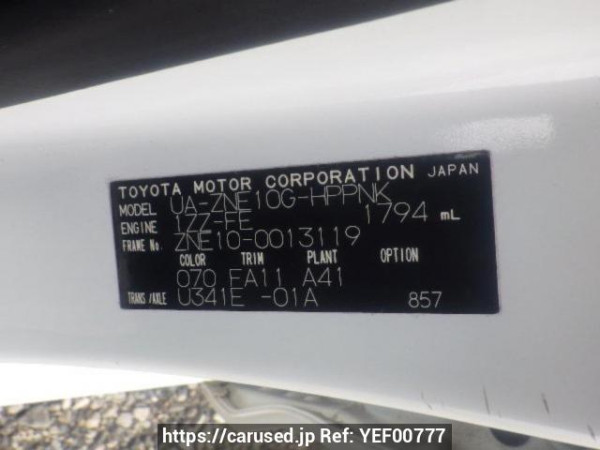 TOYOTA MOTOR CORPORATION JAPAN
MODEL UA-ZNE10G-HPPNK
ENGINE 1ZZ-FE 1794 mL
FRAME No. ZNE10-0013119
COLOR TRIM PLANT OPTION
070 FA11 A41
TRANS/AXLE U341E -01A 857
https://carused.jp Ref: YEF00777